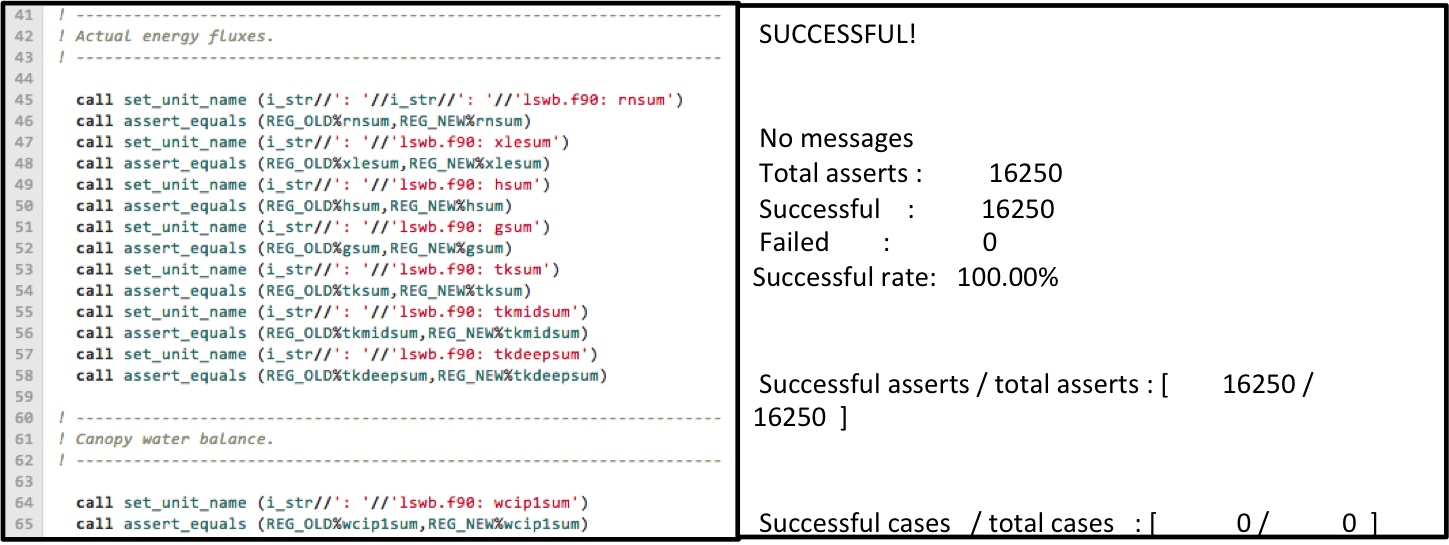 41 ! --------------------------------------------------------------------
42 ! Actual energy fluxes.
43 ! --------------------------------------------------------------------
44
45 call set_unit_name (i_str//': '//i_str//': '//'lswb.f90: rnsum')
46 call assert_equals (REG_OLD%rnsum,REG_NEW%rnsum)
47 call set_unit_name (i_str//': '//'lswb.f90: xlesum')
48 call assert_equals (REG_OLD%xlesum,REG_NEW%xlesum)
49 call set_unit_name (i_str//': '//'lswb.f90: hsum')
50 call assert_equals (REG_OLD%hsum,REG_NEW%hsum)
51 call set_unit_name (i_str//': '//'lswb.f90: gsum')
52 call assert_equals (REG_OLD%gsum,REG_NEW%gsum)
53 call set_unit_name (i_str//': '//'lswb.f90: tksum')
54 call assert_equals (REG_OLD%tksum,REG_NEW%tksum)
55 call set_unit_name (i_str//': '//'lswb.f90: tkmidsum')
56 call assert_equals (REG_OLD%tkmidsum,REG_NEW%tkmidsum)
57 call set_unit_name (i_str//': '//'lswb.f90: tkdeepsum')
58 call assert_equals (REG_OLD%tkdeepsum,REG_NEW%tkdeepsum)
59
60 ! --------------------------------------------------------------------
61 ! Canopy water balance.
62 ! --------------------------------------------------------------------
63
64 call set_unit_name (i_str//': '//'lswb.f90: wcip1sum')
65 call assert_equals (REG_OLD%wcip1sum,REG_NEW%wcip1sum)
SUCCESSFUL!
No messages
Total asserts : 16250
Successful : 16250
Failed : 0
Successful rate: 100.00%
Successful asserts / total asserts : [ 16250 /
16250 ]
Successful cases / total cases : [ 0 / 0 ]